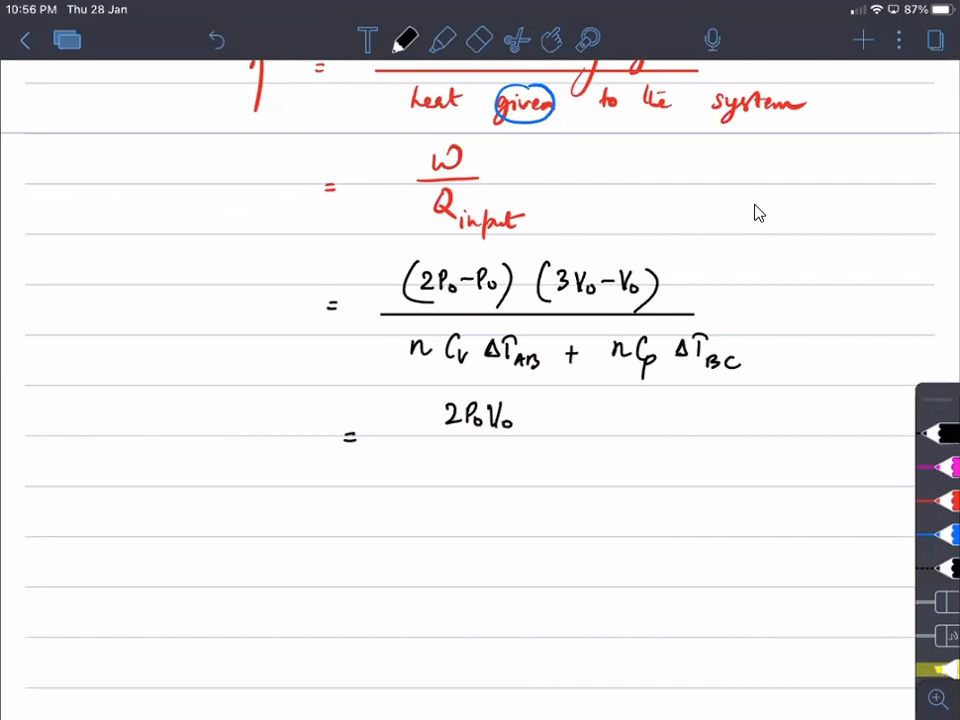 10:56 PM Thu 28 Jan 87%
T
η =
heat given to the system
= W / Q input
= (2P₀-P₀) (3V₀-V₀) / n Cv ΔT_AB + n Cp ΔT_BC
= 2P₀V₀